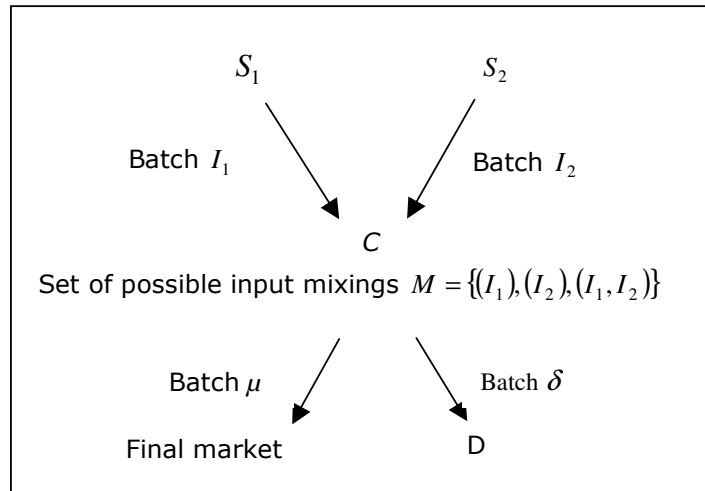 S₁ S₂
Batch I₁ Batch I₂
C
Set of possible input mixings M = {(I₁),(I₂),(I₁,I₂)}
Batch μ Batch δ
Final market D